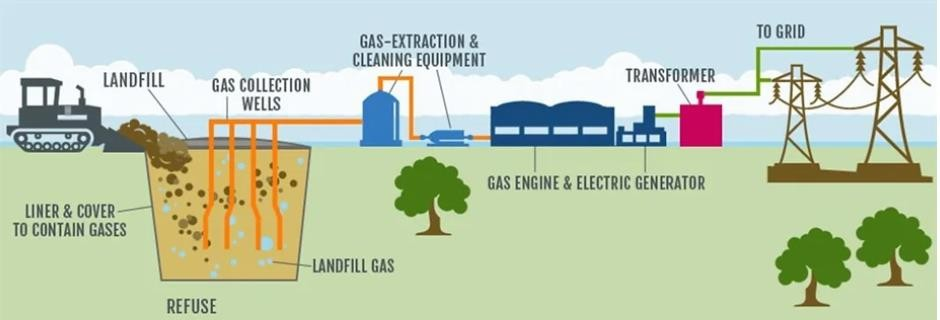 TO GRID
GAS-EXTRACTION &
CLEANING EQUIPMENT
LANDFILL
GAS COLLECTION
WELLS
TRANSFORMER
GAS ENGINE & ELECTRIC GENERATOR
LINER & COVER
TO CONTAIN GASES
LANDFILL GAS
REFUSE